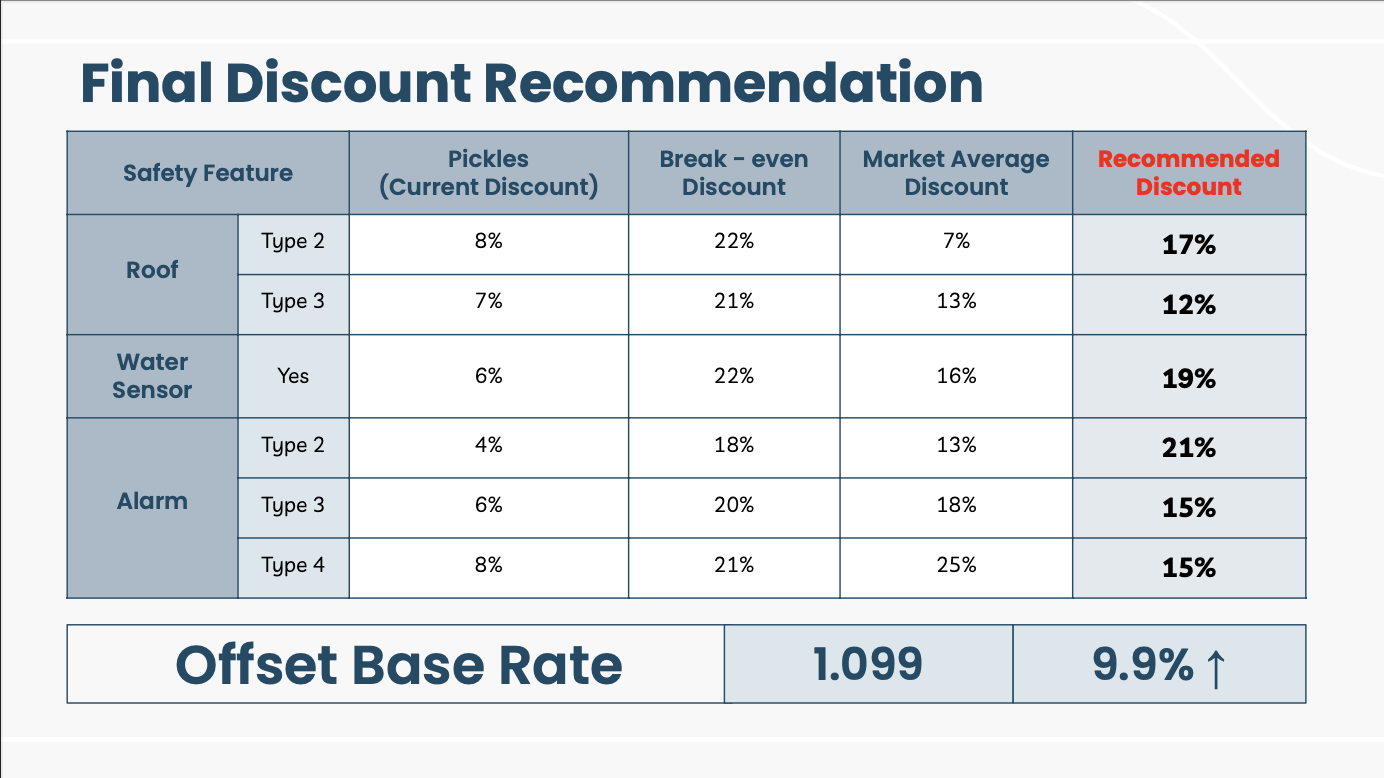 Final Discount Recommendation
Safety Feature
Pickles
(Current Discount)
Break - even
Discount
Market Average
Discount
Recommended
Discount
Roof
Type 2
8%
22%
7%
17%
Type 3
7%
21%
13%
12%
Water
Sensor
Yes
6%
22%
16%
19%
Alarm
Type 2
4%
18%
13%
21%
Type 3
6%
20%
18%
15%
Type 4
8%
21%
25%
15%
Offset Base Rate
1.099
9.9% ↑